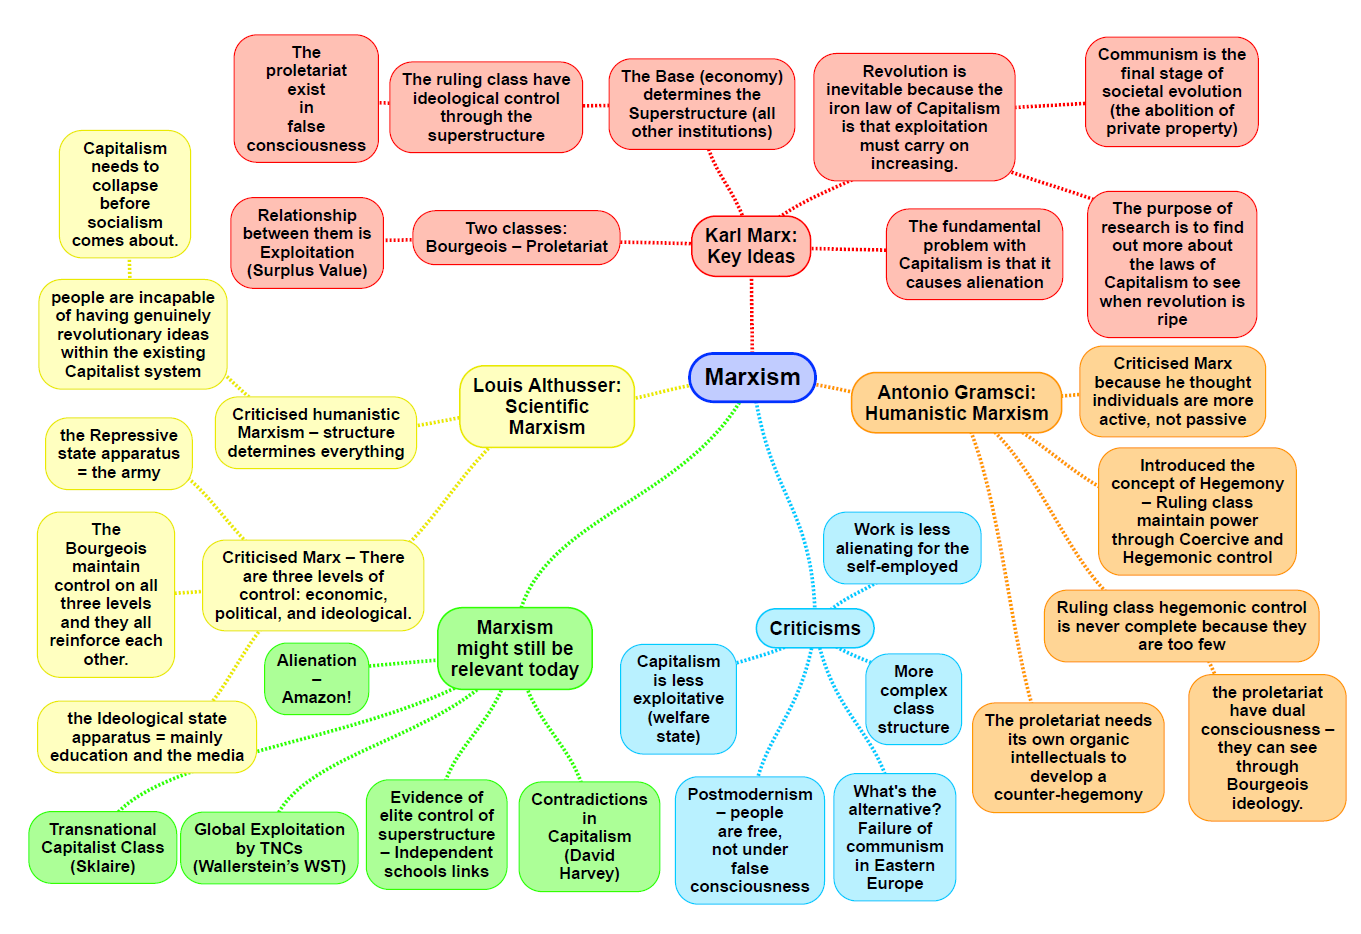 Marxism
Karl Marx:
Key Ideas
The Base (economy)
determines the
Superstructure (all
other institutions)
The ruling class have
ideological control
through the
superstructure
The
proletariat
exist
in
false
consciousness
Two classes:
Bourgeois – Proletariat
Relationship
between them is
Exploitation
(Surplus Value)
Revolution is
inevitable because the
iron law of Capitalism
is that exploitation
must carry on
increasing.
Communism is the
final stage of
societal evolution
(the abolition of
private property)
The purpose of
research is to find
out more about
the laws of
Capitalism to see
when revolution is
ripe
The fundamental
problem with
Capitalism is that it
causes alienation
Antonio Gramsci:
Humanistic Marxism
Criticised Marx
because he thought
individuals are more
active, not passive
Introduced the
concept of Hegemony
– Ruling class
maintain power
through Coercive and
Hegemonic control
Ruling class hegemonic control
is never complete because they
are too few
the proletariat
have dual
consciousness –
they can see
through
Bourgeois
ideology.
The proletariat needs
its own organic
intellectuals to
develop a
counter-hegemony
Criticisms
Work is less
alienating for the
self-employed
More
complex
class
structure
What's the
alternative?
Failure of
communism
in Eastern
Europe
Postmodernism
– people
are free,
not under
false
consciousness
Capitalism
is less
exploitative
(welfare
state)
Marxism
might still be
relevant today
Alienation
–
Amazon!
Transnational
Capitalist Class
(Sklaire)
Global Exploitation
by TNCs
(Wallerstein’s WST)
Evidence of
elite control of
superstructure
– Independent
schools links
Contradictions
in
Capitalism
(David
Harvey)
Louis Althusser:
Scientific
Marxism
Criticised humanistic
Marxism – structure
determines everything
people are incapable
of having genuinely
revolutionary ideas
within the existing
Capitalist system
Capitalism
needs to
collapse
before
socialism
comes about.
Criticised Marx – There
are three levels of
control: economic,
political, and ideological.
the Repressive
state apparatus
= the army
The
Bourgeois
maintain
control on all
three levels
and they all
reinforce each
other.
the Ideological state
apparatus = mainly
education and the media